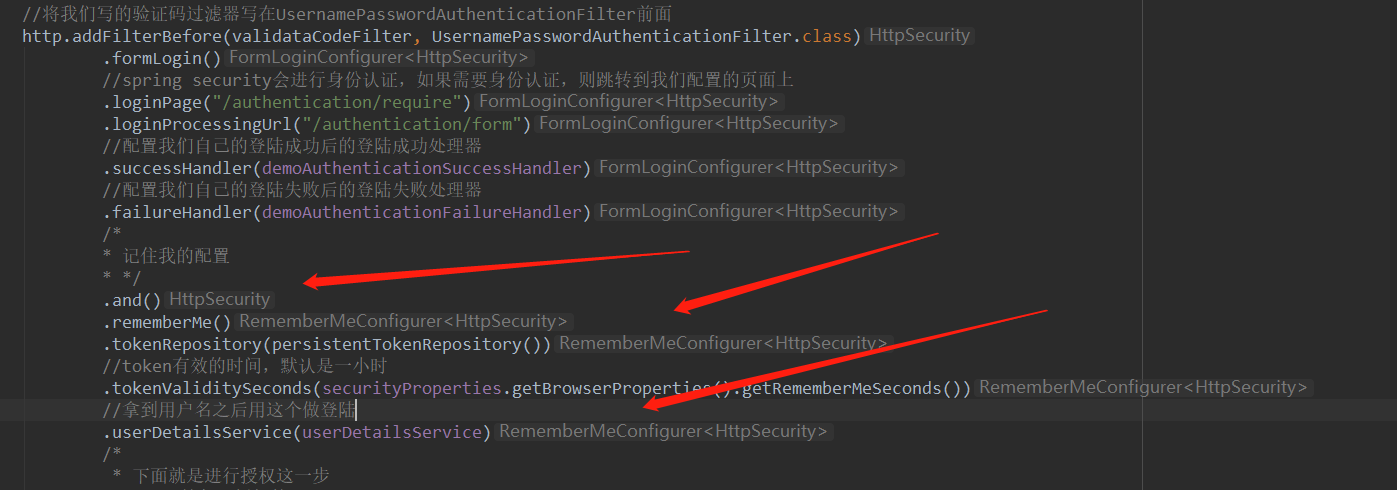 //将我们写的验证码过滤器写在UsernamePasswordAuthenticationFilter前面
http.addFilterBefore(validataCodeFilter, UsernamePasswordAuthenticationFilter.class) HttpSecurity
.formLogin() FormLoginConfigurer<HttpSecurity>
//spring security会进行身份认证，如果需要身份认证，则跳转到我们配置的页面上
.loginPage("/authentication/require") FormLoginConfigurer<HttpSecurity>
.loginProcessingUrl("/authentication/form") FormLoginConfigurer<HttpSecurity>
//配置我们自己的登陆成功后的登陆成功处理器
.successHandler(demoAuthenticationSuccessHandler) FormLoginConfigurer<HttpSecurity>
//配置我们自己的登陆失败后的登陆失败处理器
.failureHandler(demoAuthenticationFailureHandler) FormLoginConfigurer<HttpSecurity>
/*
* 记住我的配置
* */
.and() HttpSecurity
.rememberMe() RememberMeConfigurer<HttpSecurity>
.tokenRepository(persistentTokenRepository()) RememberMeConfigurer<HttpSecurity>
//token有效的时间，默认是一小时
.tokenValiditySeconds(securityProperties.getBrowserProperties().getRememberMeSeconds()) RememberMeConfigurer<HttpSecurity>
//拿到用户名之后用这个做登陆
.userDetailsService(userDetailsService) RememberMeConfigurer<HttpSecurity>
/*
* 下面就是进行授权这一步